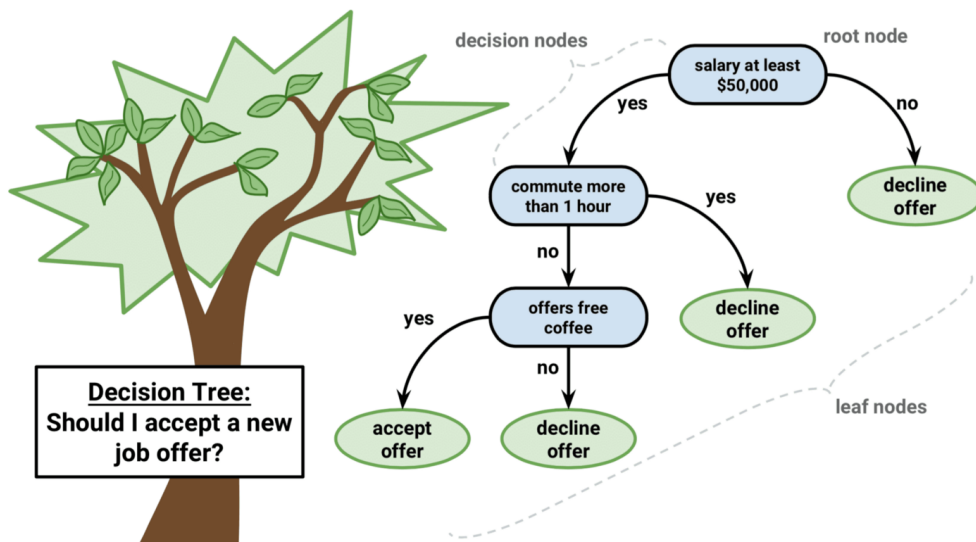 decision nodes
root node
salary at least
$50,000
yes
no
commute more
than 1 hour
yes
decline
offer
no
offers free
coffee
decline
offer
yes
no
leaf nodes
accept
offer
decline
offer
Decision Tree:
Should I accept a new
job offer?